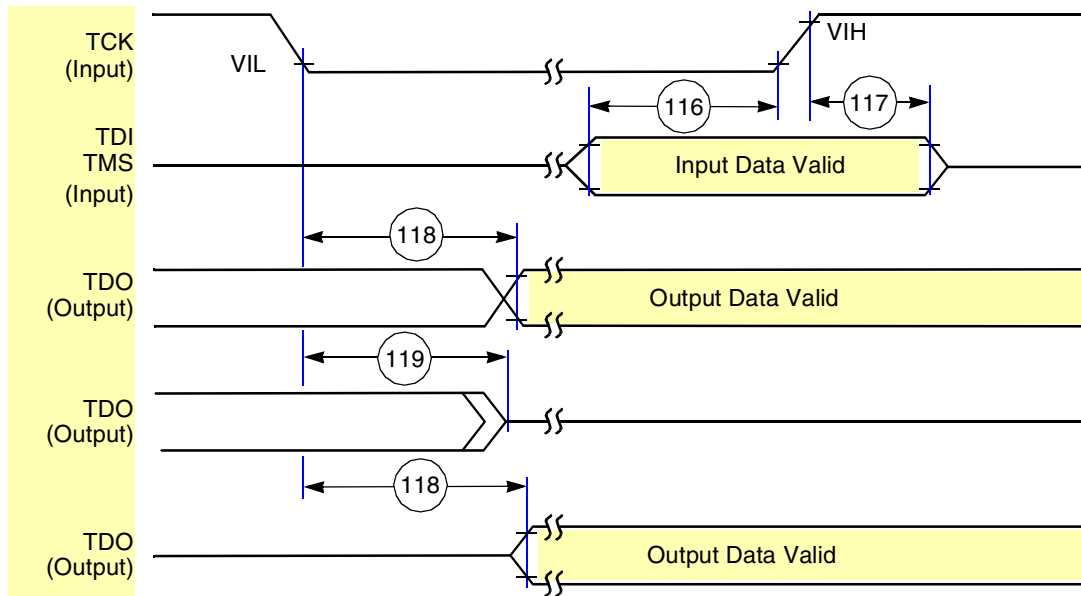 TCK
(Input)
VIL
VIH
116
117
TDI
TMS
(Input)
Input Data Valid
118
TDO
(Output)
Output Data Valid
119
TDO
(Output)
118
TDO
(Output)
Output Data Valid